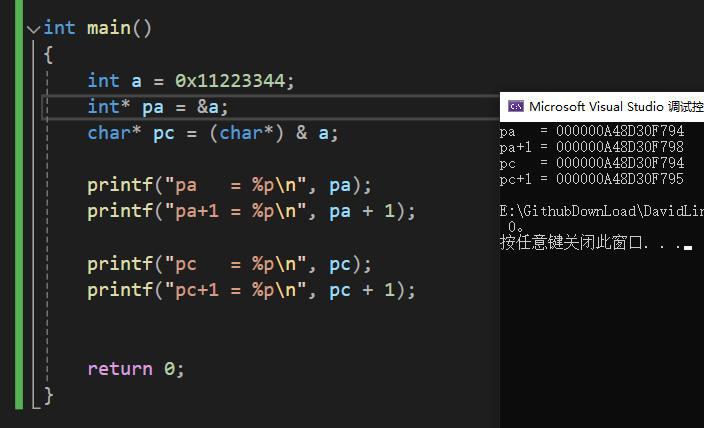 int main()
{
int a = 0x11223344;
int* pa = &a;
char* pc = (char*) & a;
printf("pa   = %p\n", pa);
printf("pa+1 = %p\n", pa + 1);
printf("pc   = %p\n", pc);
printf("pc+1 = %p\n", pc + 1);
return 0;
}
Microsoft Visual Studio 调试控
pa   = 000000A48D30F794
pa+1 = 000000A48D30F798
pc   = 000000A48D30F794
pc+1 = 000000A48D30F795
E:\GithubDownLoad\DavidLin
0。
按任意键关闭此窗口. . .